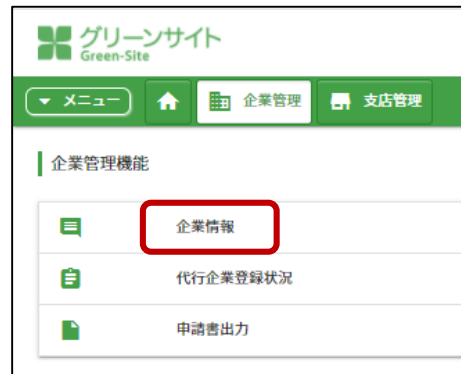 グリーンサイト
Green-Site
メニュー 企業管理 支店管理
企業管理機能
企業情報
代行企業登録状況
申請書出力